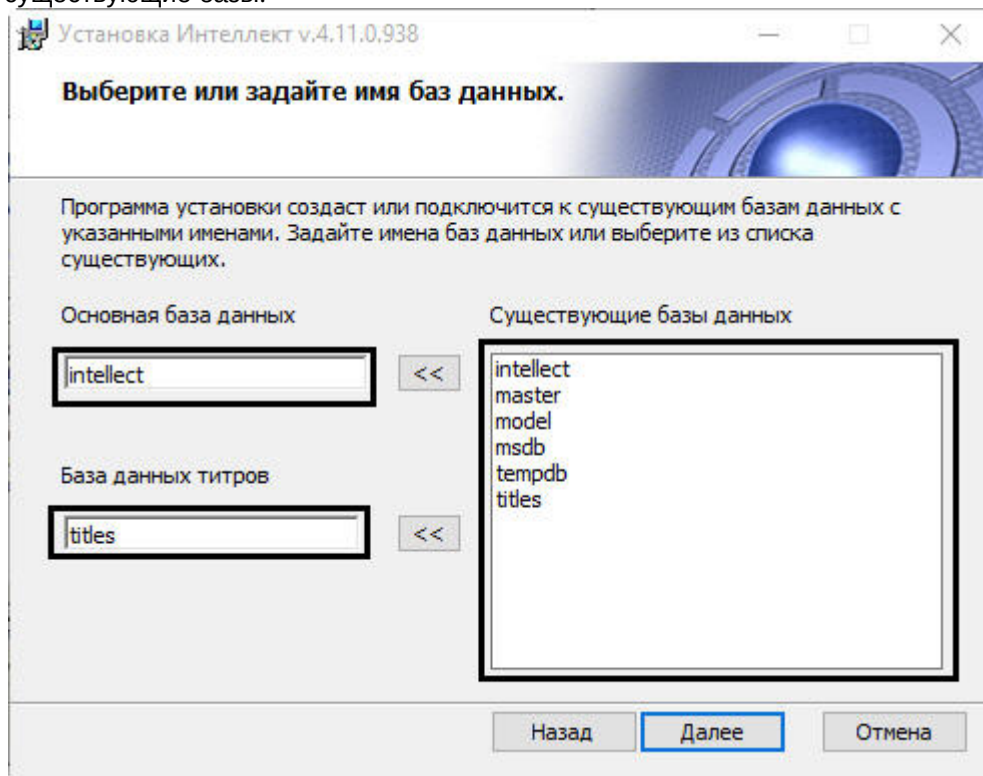 существующие базы.
Установка Интеллект v.4.11.0.938
Выберите или задайте имя баз данных.
Программа установки создаст или подключится к существующим базам данных с
указанными именами. Задайте имена баз данных или выберите из списка
существующих.
Основная база данных
Существующие базы данных
intellect
<<
intellect
master
model
msdb
tempdb
titles
База данных титров
titles
<<
Назад
Далее
Отмена